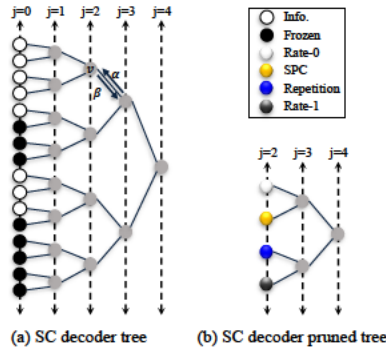 j=0 j=1 j=2 j=3 j=4
v
α
β
Info.
Frozen
Rate-0
SPC
Repetition
Rate-1
j=2 j=3 j=4
(a) SC decoder tree
(b) SC decoder pruned tree